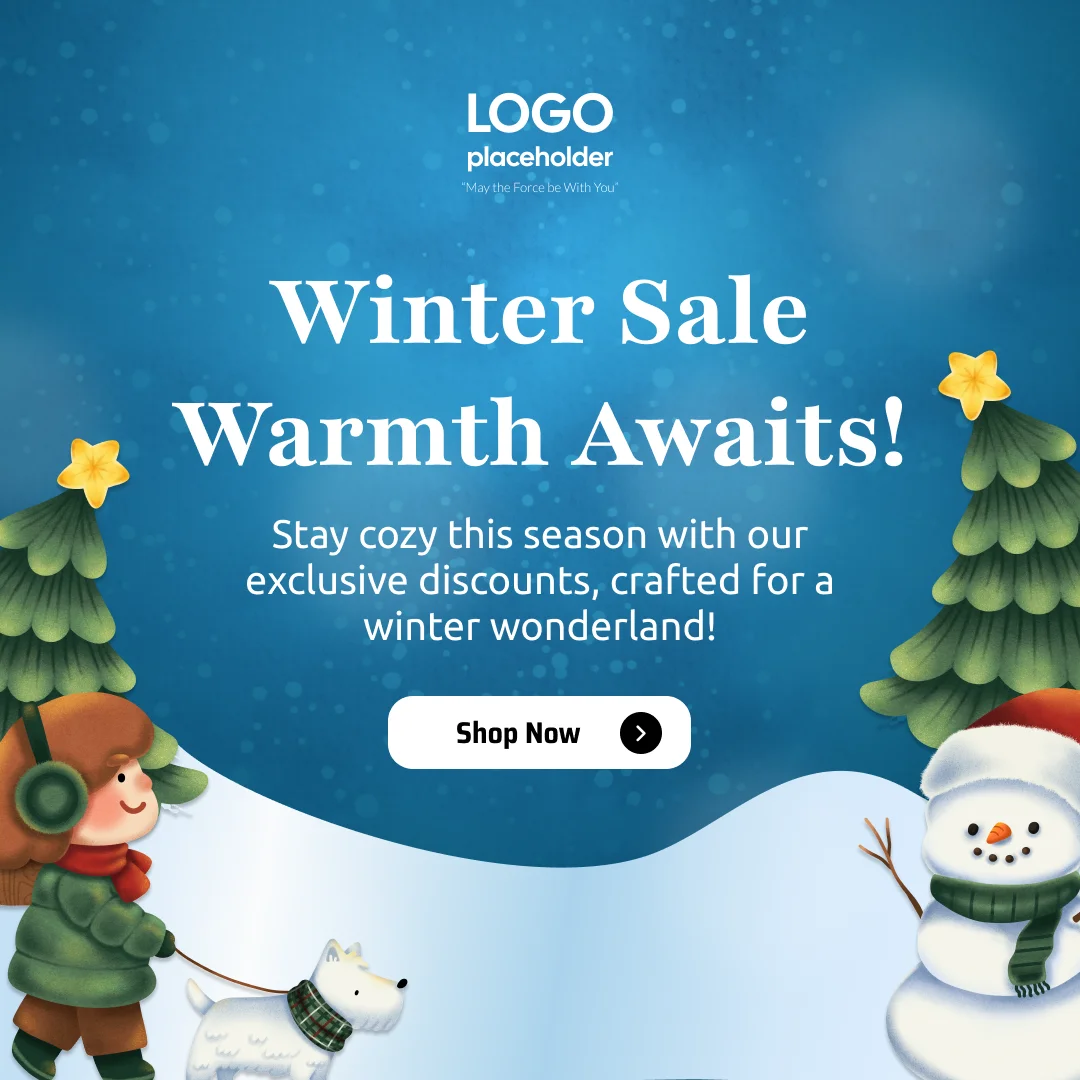 LOGO
placeholder
“May the Force be With You”
Winter Sale
Warmth Awaits!
Stay cozy this season with our
exclusive discounts, crafted for a
winter wonderland!
Shop Now